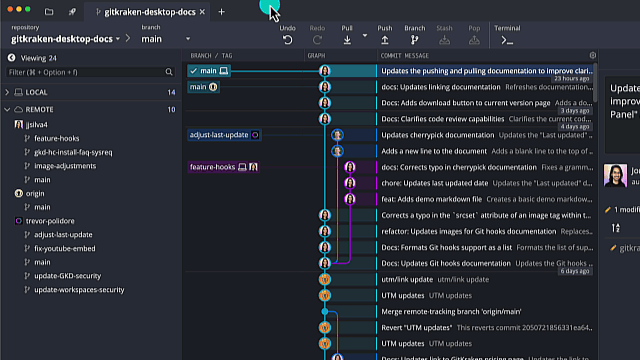 gitkraken-desktop-docs
repository
gitkraken-desktop-docs
branch
main
Undo
Redo
Pull
Push
Branch
Stash
Pop
Terminal
Viewing 24
Filter (⌘ + Option + f)
LOCAL 14
REMOTE 10
jjsilva4
feature-hooks
gkd-hc-install-faq-sysreq
image-adjustments
main
origin
main
trevor-polidore
adjust-last-update
fix-youtube-embed
main
update-GKD-security
update-workspaces-security
BRANCH / TAG
GRAPH
COMMIT MESSAGE
main
Updates the pushing and pulling documentation to improve clari...
23 hours ago
main
docs: Updates linking documentation Refreshes documentation...
Docs: Adds download button to current version page Adds a do...
3 days ago
Docs: Clarifies code review capabilities Clarifies the current cod...
4 days ago
adjust-last-update
Updates cherrypick documentation Updates the "Last updated" d...
Adds a new line to the document Adds a blank line to the top of ...
feature-hooks
docs: Corrects typo in cherrypick documentation Fixes a gramm...
chore: Updates last updated date Updates the "Last updated" d...
feat: Adds demo markdown file Creates a basic demo markdow...
Corrects a typo in the `srcset` attribute of an image tag within t...
refactor: Updates images for Git hooks documentation Replaces...
Docs: Formats Git hooks support as a list Formats the list of sup...
Docs: Updates Git hooks documentation Updates the Git hooks ...
6 days ago
utm/link update utm/link update
UTM updates UTM updates
Merge remote-tracking branch 'origin/main'
Revert "UTM updates" This reverts commit 2050721856331ea64...
UTM updates UTM updates
Docs: Updates link to GitKraken pricing page
Update
impro
Panel"
Jor
au
1 modifi
gitkra